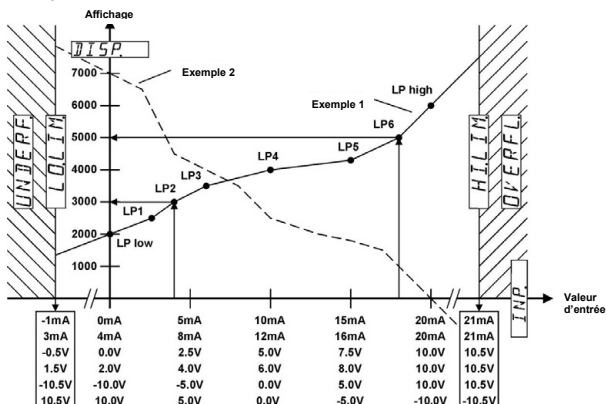 Affichage
DISP.
7000
Exemple 2
6000
LP high
Exemple 1
5000
LP6
4000
LP4
LP5
LP3
3000
LP2
LP1
2000
LP low
1000
UNDERF.
LO.LIM.
HI.LIM.
OVERFL.
INP.
Valeur
d'entrée
-1mA 0mA 5mA 10mA 15mA 20mA 21mA
3mA 4mA 8mA 12mA 16mA 20mA 21mA
-0.5V 0.0V 2.5V 5.0V 7.5V 10.0V 10.5V
1.5V 2.0V 4.0V 6.0V 8.0V 10.0V 10.5V
-10.5V -10.0V -5.0V 0.0V 5.0V 10.0V 10.5V
10.5V 10.0V 5.0V 0.0V -5.0V -10.0V -10.5V